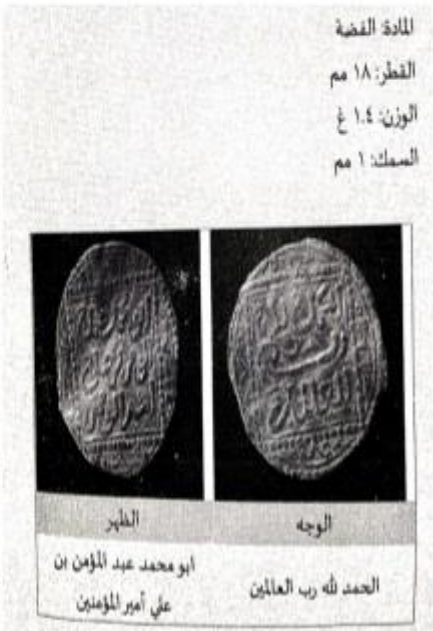 المادة: الفضة
القطر: ١٨ مم
الوزن: ١.٤ غ
السمك: ١ مم
الوجه
الحمد لله رب العالمين
الظهر
ابو محمد عبد المؤمن بن
علي أمير المؤمنين